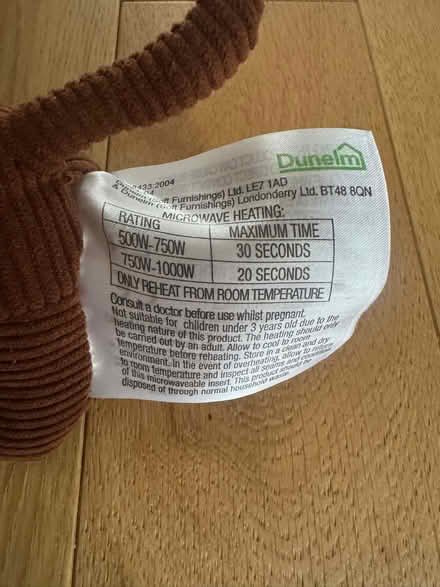 Dunelm
8433:2004
(Soft Furnishings) Ltd. LE7 1AD
& Dunelm (Soft Furnishings) Londonderry Ltd. BT48 8QN
MICROWAVE HEATING:
RATING MAXIMUM TIME
500W-750W 30 SECONDS
750W-1000W 20 SECONDS
ONLY REHEAT FROM ROOM TEMPERATURE
Consult a doctor before use whilst pregnant.
Not suitable for children under 3 years old due to the
heating nature of this product. The heating should only
be carried out by an adult. Allow to cool to room
temperature before reheating. Store in a clean and dry
environment. In the event of overheating, allow to return
to room temperature and inspect all seams and condition
of this microwaveable insert. This product should be
disposed of through normal household waste.